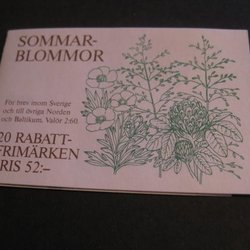 SOMMAR-
BLOMMOR
För brev inom Sverige
och till övriga Norden
och Baltikum. Valör 2:60.
20 RABATT-
FRIMÄRKEN
PRIS 52:–